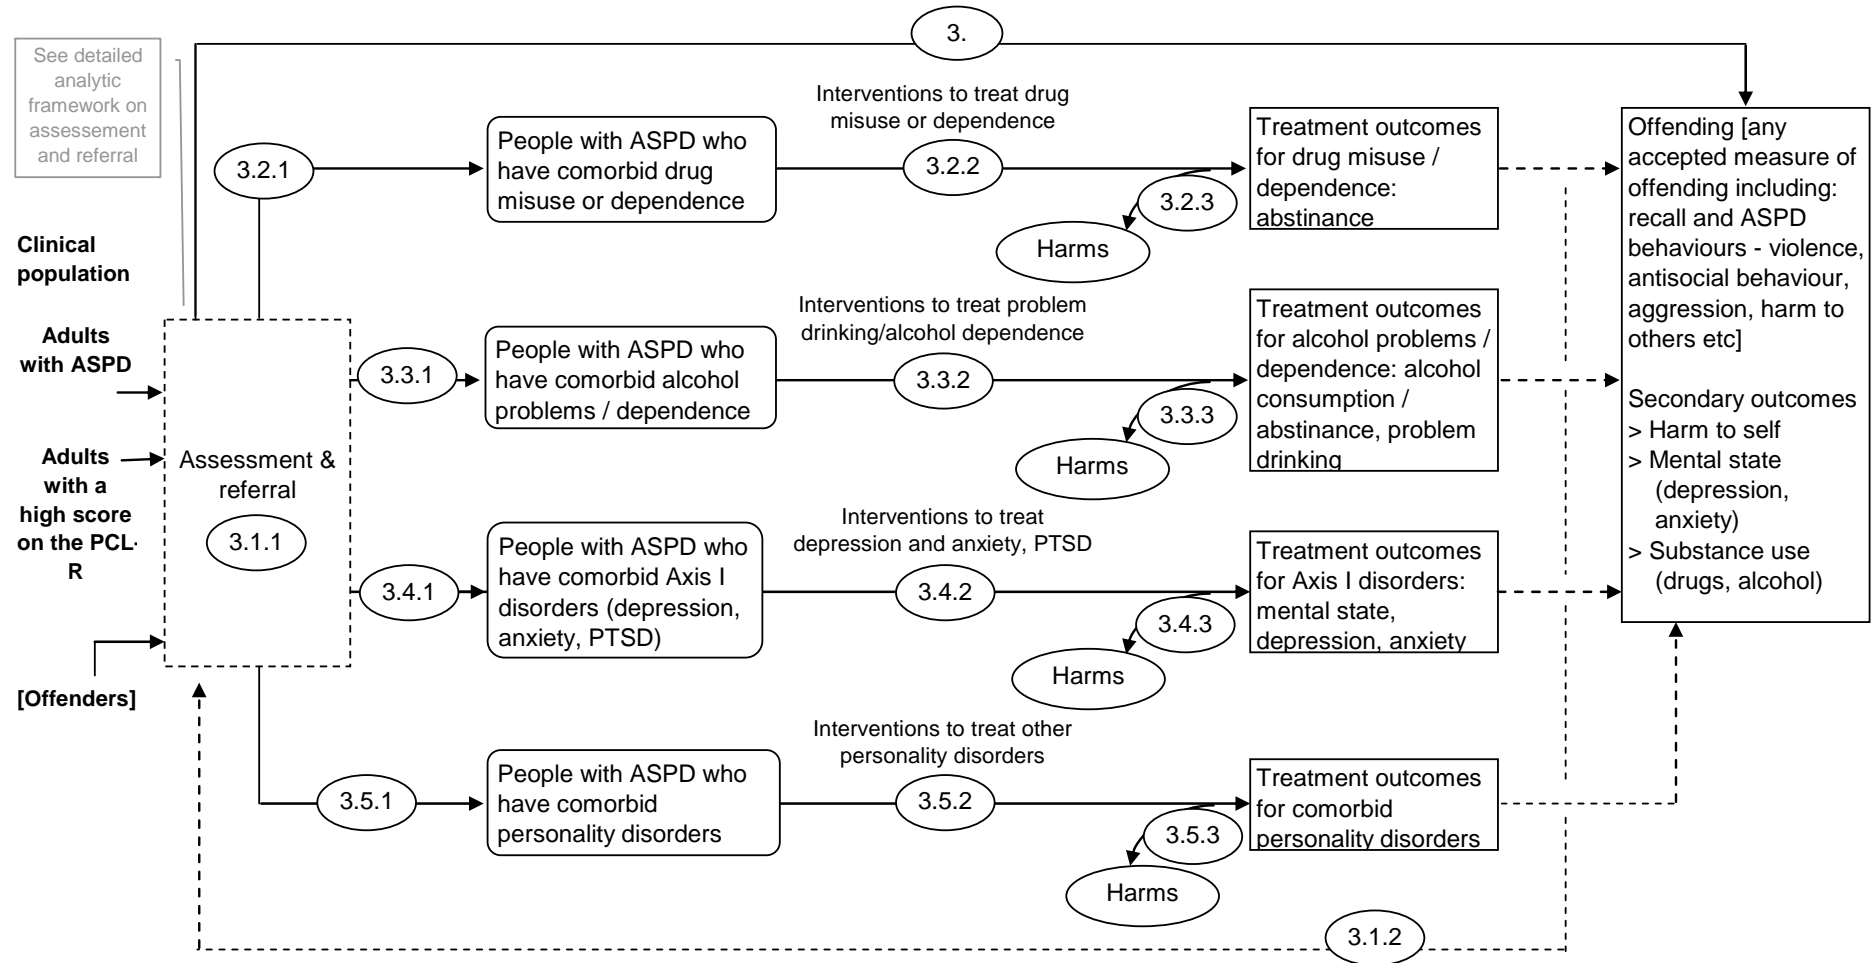 3.
See detailed
analytic
framework on
assessement
and referral
Clinical
population
Adults
with ASPD
Adults
with a
high score
on the PCL-
R
[Offenders]
Assessment &
referral
3.1.1
3.2.1
People with ASPD who
have comorbid drug
misuse or dependence
Interventions to treat drug
misuse or dependence
3.2.2
3.2.3
Harms
Treatment outcomes
for drug misuse /
dependence:
abstinance
3.3.1
People with ASPD who
have comorbid alcohol
problems / dependence
Interventions to treat problem
drinking/alcohol dependence
3.3.2
3.3.3
Harms
Treatment outcomes
for alcohol problems /
dependence: alcohol
consumption /
abstinance, problem
drinking
3.4.1
People with ASPD who
have comorbid Axis I
disorders (depression,
anxiety, PTSD)
Interventions to treat
depression and anxiety, PTSD
3.4.2
3.4.3
Harms
Treatment outcomes
for Axis I disorders:
mental state,
depression, anxiety
3.5.1
People with ASPD who
have comorbid
personality disorders
Interventions to treat other
personality disorders
3.5.2
3.5.3
Harms
Treatment outcomes
for comorbid
personality disorders
Offending [any
accepted measure of
offending including:
recall and ASPD
behaviours - violence,
antisocial behaviour,
aggression, harm to
others etc]
Secondary outcomes
> Harm to self
> Mental state
(depression,
anxiety)
> Substance use
(drugs, alcohol)
3.1.2